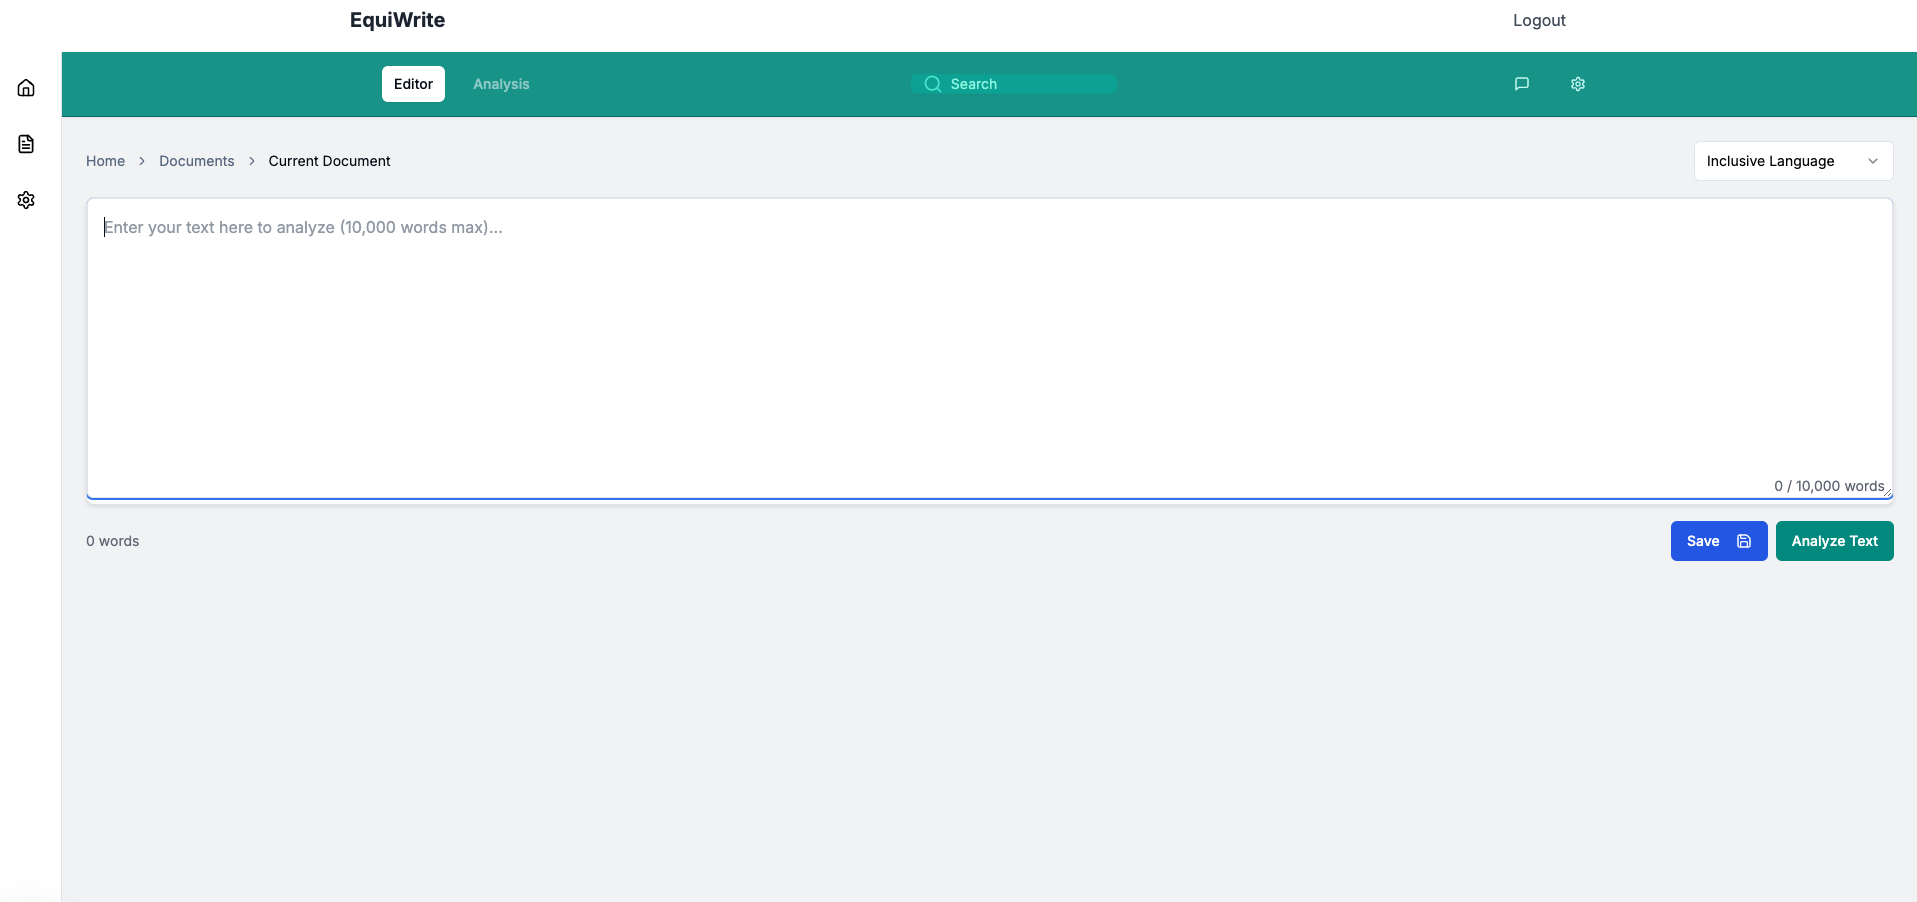 EquiWrite
Logout
Editor
Analysis
Search
Home
Documents
Current Document
Inclusive Language
Enter your text here to analyze (10,000 words max)...
0 / 10,000 words
0 words
Save
Analyze Text